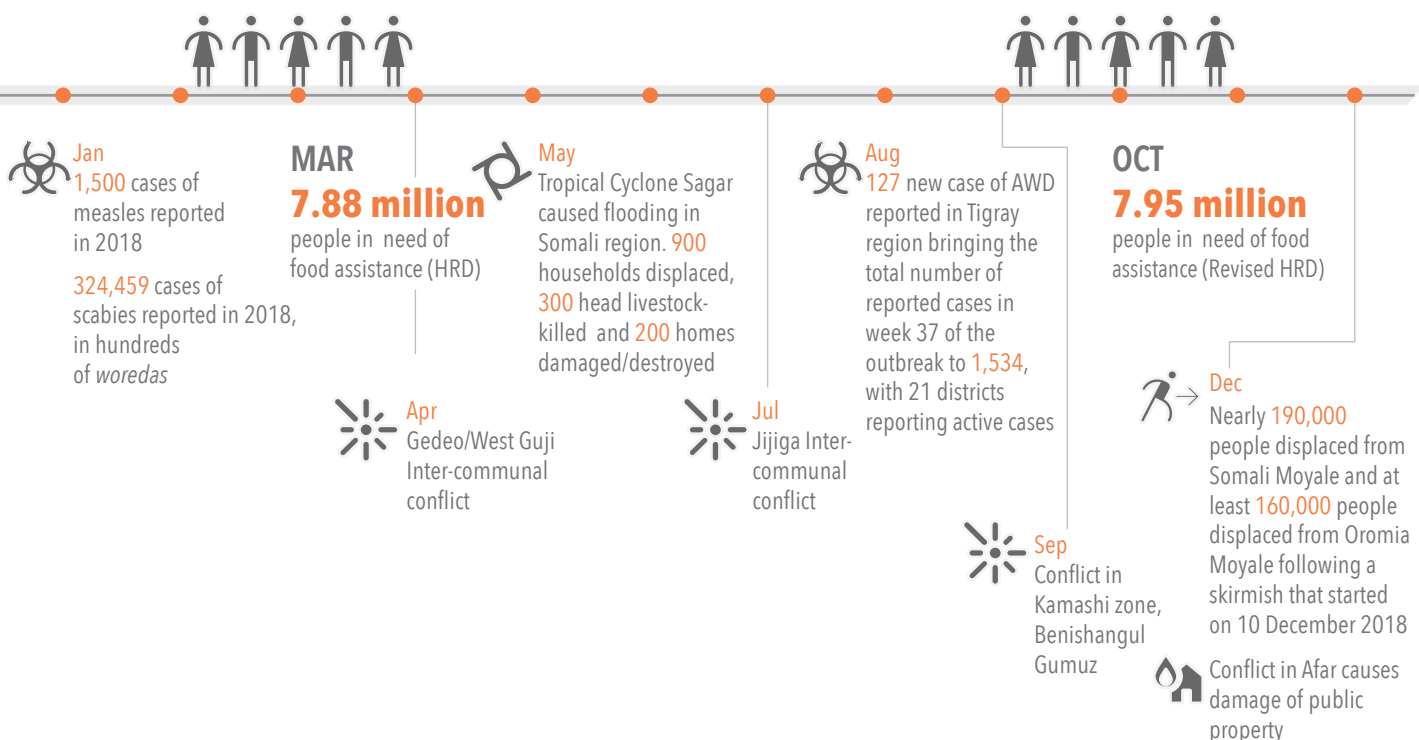 Jan
1,500 cases of
measles reported
in 2018
324,459 cases of
scabies reported in 2018,
in hundreds
of woredas
MAR
7.88 million
people in need of
food assistance (HRD)
Apr
Gedeo/West Guji
Inter-communal
conflict
May
Tropical Cyclone Sagar
caused flooding in
Somali region. 900
households displaced,
300 head livestock-
killed and 200 homes
damaged/destroyed
Jul
Jijiga Inter-
communal
conflict
Aug
127 new case of AWD
reported in Tigray
region bringing the
total number of
reported cases in
week 37 of the
outbreak to 1,534,
with 21 districts
reporting active cases
Sep
Conflict in
Kamashi zone,
Benishangul
Gumuz
OCT
7.95 million
people in need of food
assistance (Revised HRD)
Dec
Nearly 190,000
people displaced from
Somali Moyale and at
least 160,000 people
displaced from Oromia
Moyale following a
skirmish that started
on 10 December 2018
Conflict in Afar causes
damage of public
property